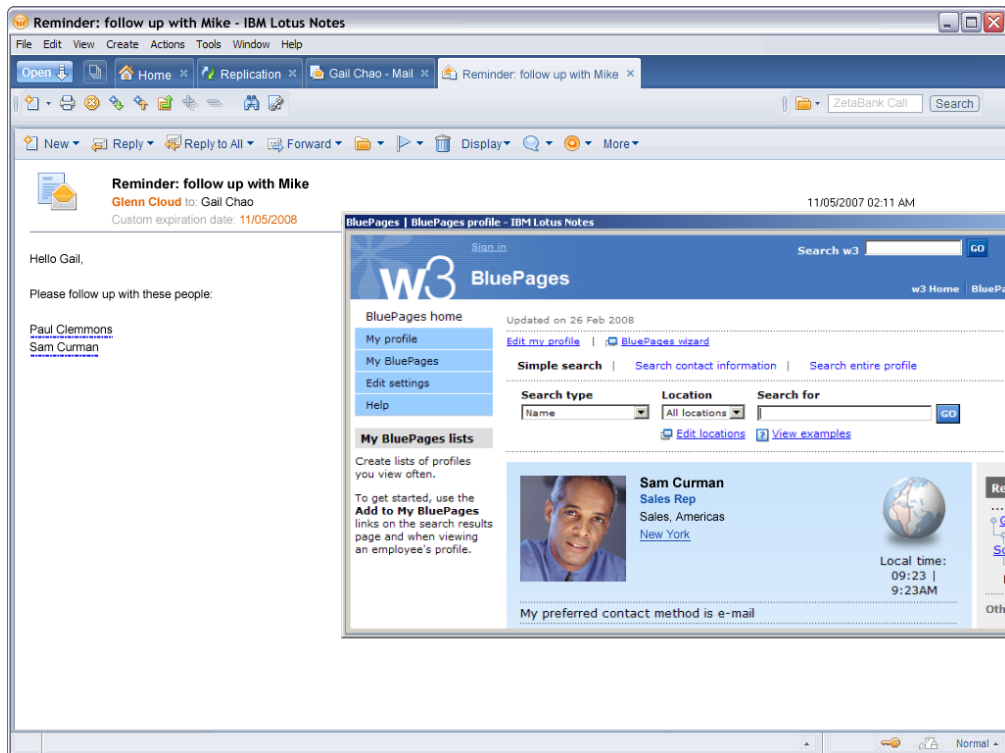 Reminder: follow up with Mike - IBM Lotus Notes
File Edit View Create Actions Tools Window Help
Open Home Replication Gail Chao - Mail Reminder: follow up with Mike
ZetaBank Call Search
New Reply Reply to All Forward Display More
Reminder: follow up with Mike
Glenn Cloud to: Gail Chao
11/05/2007 02:11 AM
Custom expiration date: 11/05/2008
Hello Gail,
Please follow up with these people:
Paul Clemmons
Sam Curman
BluePages | BluePages profile - IBM Lotus Notes
Sign in
Search w3 GO
w3 BluePages
w3 Home BluePa
BluePages home
My profile
My BluePages
Edit settings
Help
My BluePages lists
Create lists of profiles
you view often.
To get started, use the
Add to My BluePages
links on the search results
page and when viewing
an employee's profile.
Updated on 26 Feb 2008
Edit my profile | BluePages wizard
Simple search | Search contact information | Search entire profile
Search type Location Search for
Name All locations GO
Edit locations ? View examples
Sam Curman
Sales Rep
Sales, Americas
New York
Local time:
09:23 |
9:23AM
My preferred contact method is e-mail
Re
G
So
Oth
Normal